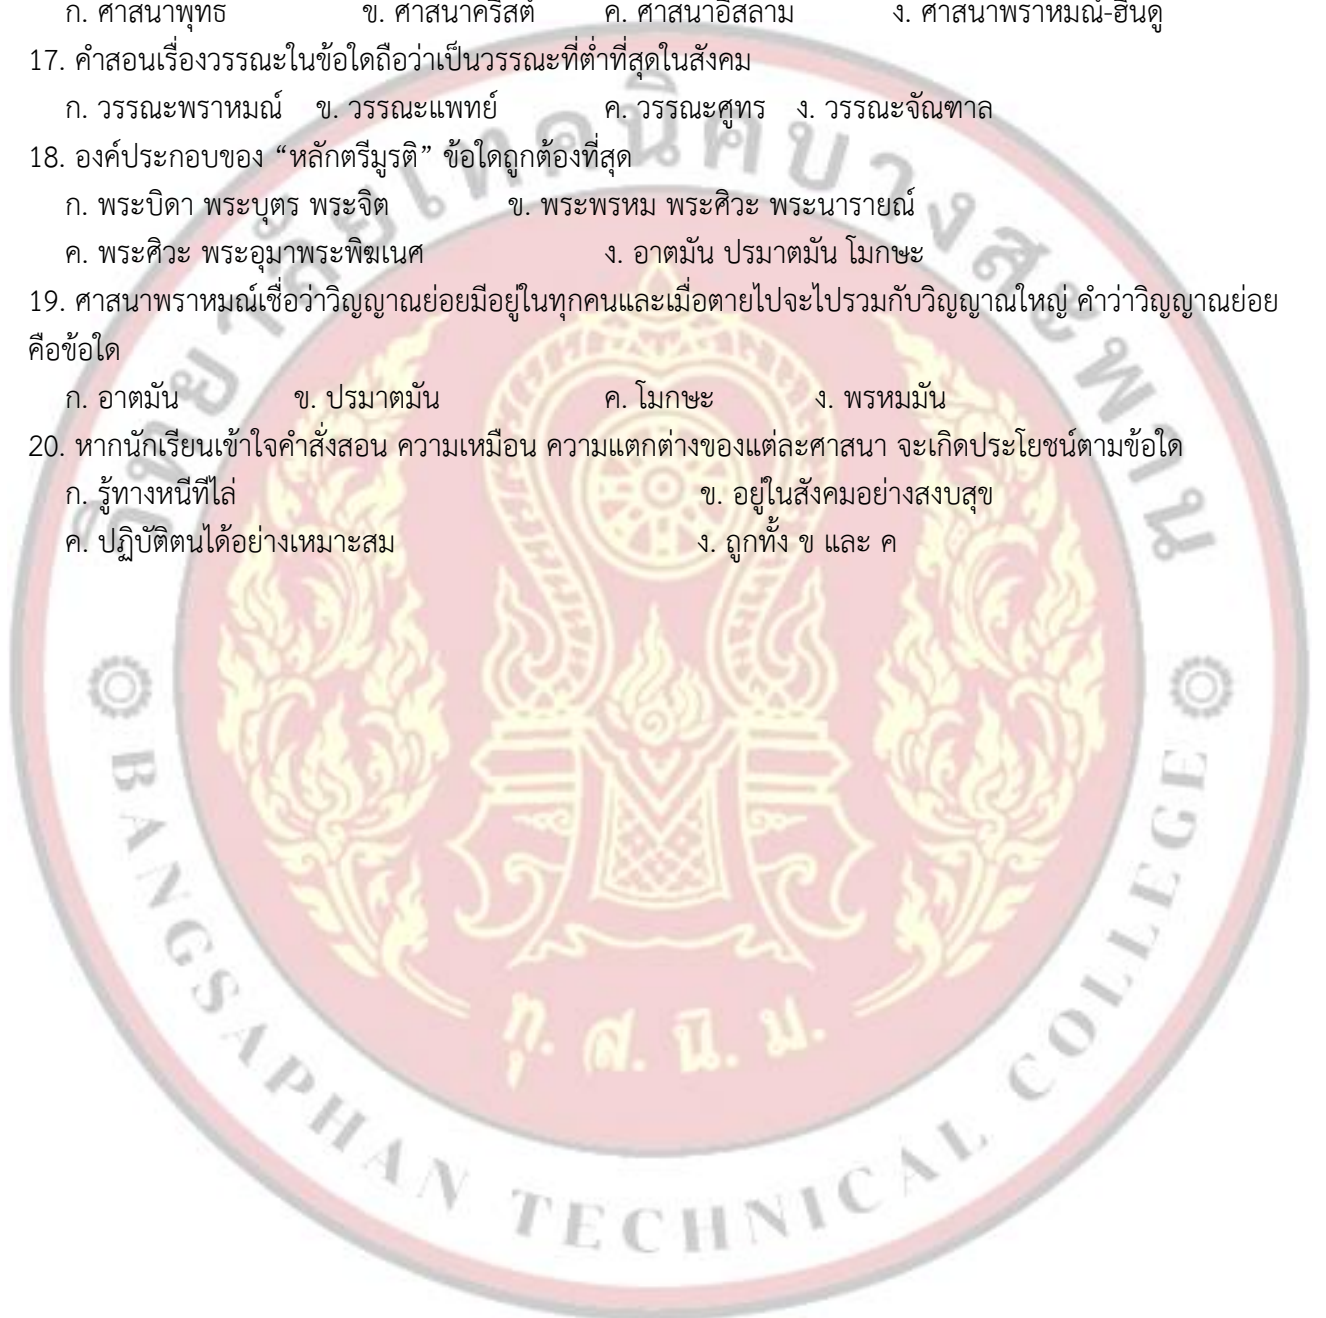 ก. ศาสนาพุทธ ข. ศาสนาคริสต์ ค. ศาสนาอิสลาม ง. ศาสนาพราหมณ์-ฮินดู
17. คำสอนเรื่องวรรณะในข้อใดถือว่าเป็นวรรณะที่ต่ำที่สุดในสังคม
ก. วรรณะพราหมณ์ ข. วรรณะแพทย์ ค. วรรณะศูทร ง. วรรณะจัณฑาล
18. องค์ประกอบของ “หลักตรีมูรติ” ข้อใดถูกต้องที่สุด
ก. พระบิดา พระบุตร พระจิต ข. พระพรหม พระศิวะ พระนารายณ์
ค. พระศิวะ พระอุมาพระพิฆเนศ ง. อาตมัน ปรมาตมัน โมกษะ
19. ศาสนาพราหมณ์เชื่อว่าวิญญาณย่อยมีอยู่ในทุกคนและเมื่อตายไปจะไปรวมกับวิญญาณใหญ่ คำว่าวิญญาณย่อย
คือข้อใด
ก. อาตมัน ข. ปรมาตมัน ค. โมกษะ ง. พรหมมัน
20. หากนักเรียนเข้าใจคำสั่งสอน ความเหมือน ความแตกต่างของแต่ละศาสนา จะเกิดประโยชน์ตามข้อใด
ก. รู้ทางหนีทีไล่ ข. อยู่ในสังคมอย่างสงบสุข
ค. ปฏิบัติตนได้อย่างเหมาะสม ง. ถูกทั้ง ข และ ค
วิทยาลัยเทคนิคบางสะพาน
ทุ. ส. นิ. ม.
BANGSAPHAN TECHNICAL COLLEGE